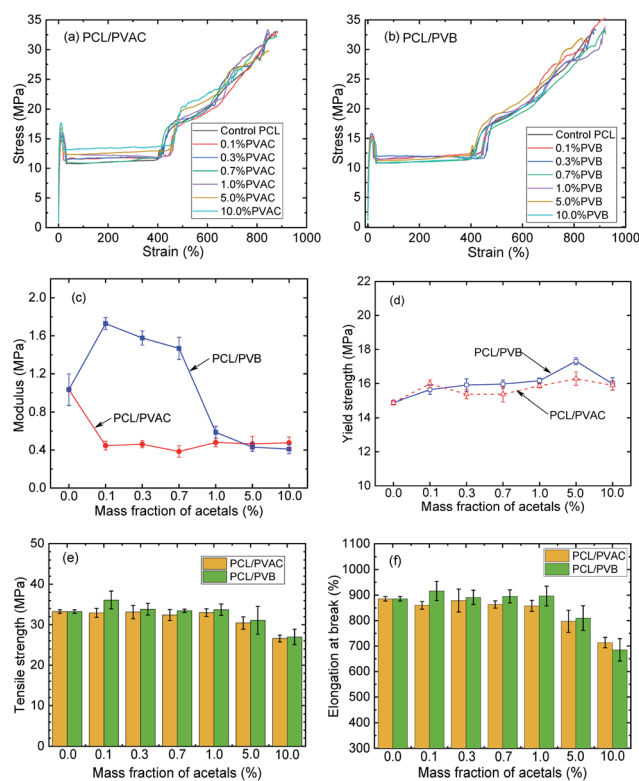 (a) PCL/PVAC
Stress (MPa)
35
30
25
20
15
10
5
0
Control PCL
0.1%PVAC
0.3%PVAC
0.7%PVAC
1.0%PVAC
5.0%PVAC
10.0%PVAC
0 200 400 600 800 1000
Strain (%)
(b) PCL/PVB
Stress (MPa)
35
30
25
20
15
10
5
0
Control PCL
0.1%PVB
0.3%PVB
0.7%PVB
1.0%PVB
5.0%PVB
10.0%PVB
0 200 400 600 800 1000
Strain (%)
(c)
Modulus (MPa)
2.0
1.6
1.2
0.8
0.4
0.0
PCL/PVB
PCL/PVAC
0.0 0.1 0.3 0.7 1.0 5.0 10.0
Mass fraction of acetals (%)
(d)
Yield strength (MPa)
22
20
18
16
14
12
10
PCL/PVB
PCL/PVAC
0.0 0.1 0.3 0.7 1.0 5.0 10.0
Mass fraction of acetals (%)
(e)
Tensile strength (MPa)
50
40
30
20
10
0
PCL/PVAC
PCL/PVB
0.0 0.1 0.3 0.7 1.0 5.0 10.0
Mass fraction of acetals (%)
(f)
Elongation at break (%)
1100
1000
900
800
700
600
500
400
300
PCL/PVAC
PCL/PVB
0.0 0.1 0.3 0.7 1.0 5.0 10.0
Mass fraction of acetals (%)